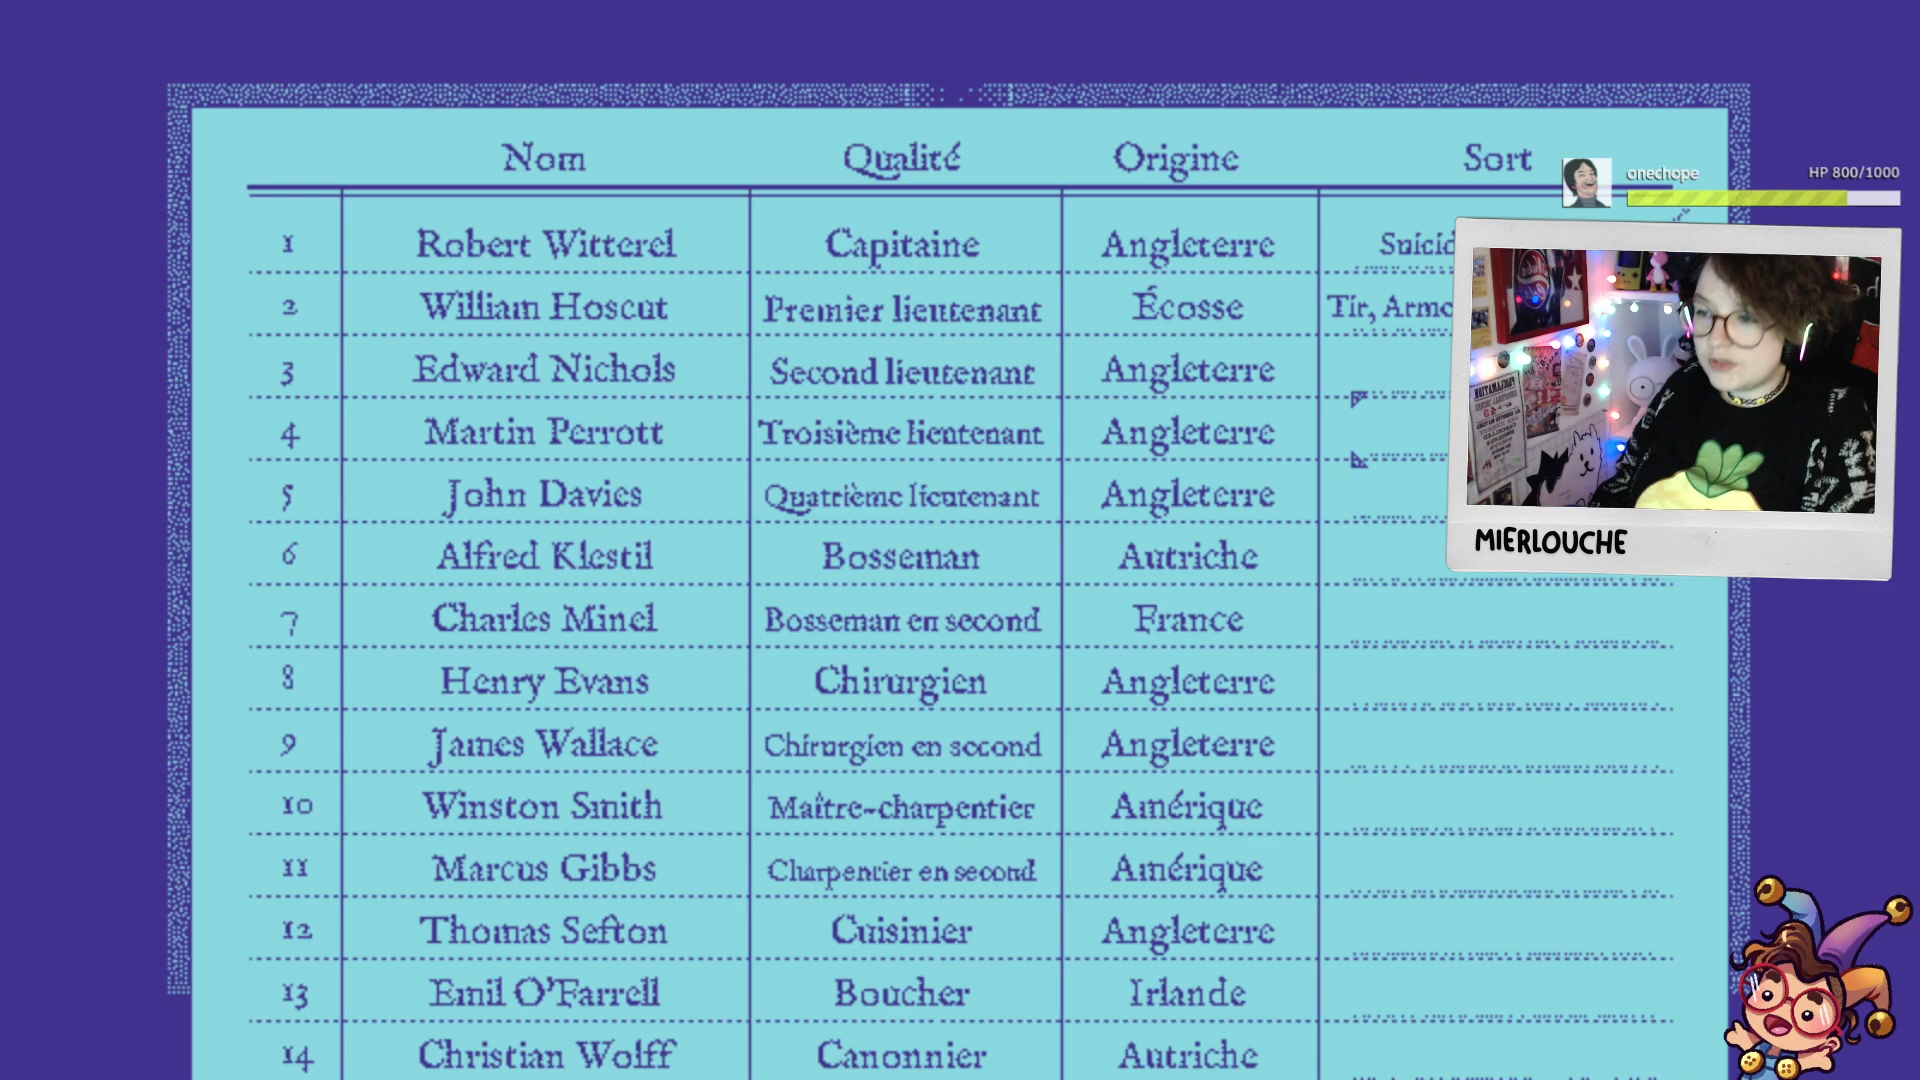 Nom Qualité Origine Sort
onechope HP 800/1000
1 Robert Witterel Capitaine Angleterre Suicid
2 William Hoscut Premier lieutenant Écosse Tir, Armo
3 Edward Nichols Second lieutenant Angleterre
4 Martin Perrott Troisième lieutenant Angleterre
5 John Davies Quatrième lieutenant Angleterre
MIERLOUCHE
6 Alfred Klestil Bosseman Autriche
7 Charles Minel Bosseman en second France
8 Henry Evans Chirurgien Angleterre
9 James Wallace Chirurgien en second Angleterre
10 Winston Smith Maître-charpentier Amérique
11 Marcus Gibbs Charpentier en second Amérique
12 Thomas Sefton Cuisinier Angleterre
13 Emil O'Farrell Boucher Irlande
14 Christian Wolff Canonnier Autriche